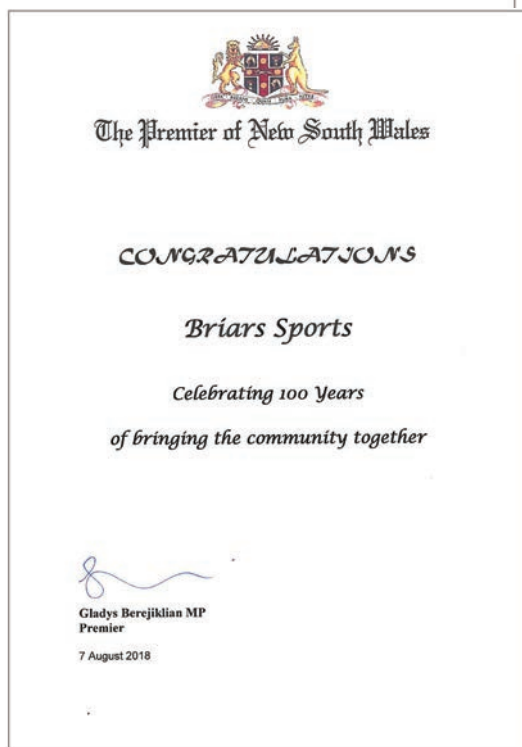 The Premier of New South Wales
CONGRATULATIONS
Briars Sports
Celebrating 100 Years
of bringing the community together
Gladys Berejiklian MP
Premier
7 August 2018